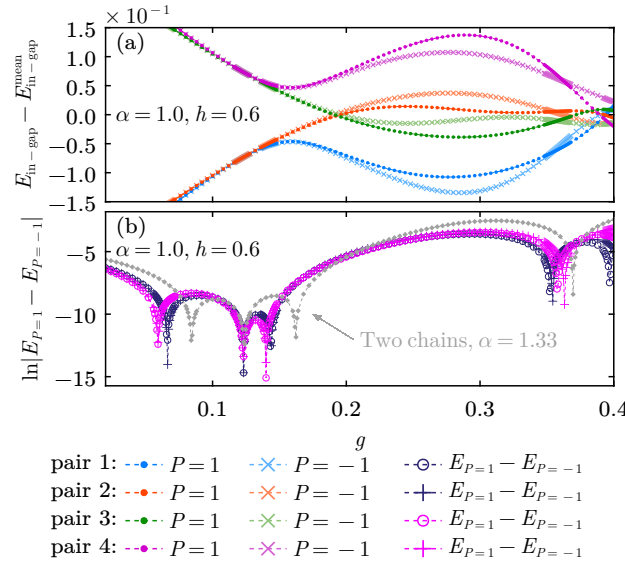 × 10⁻¹
(a)
E_in−gap − E^mean_in−gap
1.5
1.0
0.5
0.0
−0.5
−1.0
−1.5
α = 1.0, h = 0.6
(b)
ln|E_P=1 − E_P=−1|
−5
−10
−15
α = 1.0, h = 0.6
Two chains, α = 1.33
0.1 0.2 0.3 0.4
g
pair 1: P = 1 P = −1 E_P=1 − E_P=−1
pair 2: P = 1 P = −1 E_P=1 − E_P=−1
pair 3: P = 1 P = −1 E_P=1 − E_P=−1
pair 4: P = 1 P = −1 E_P=1 − E_P=−1